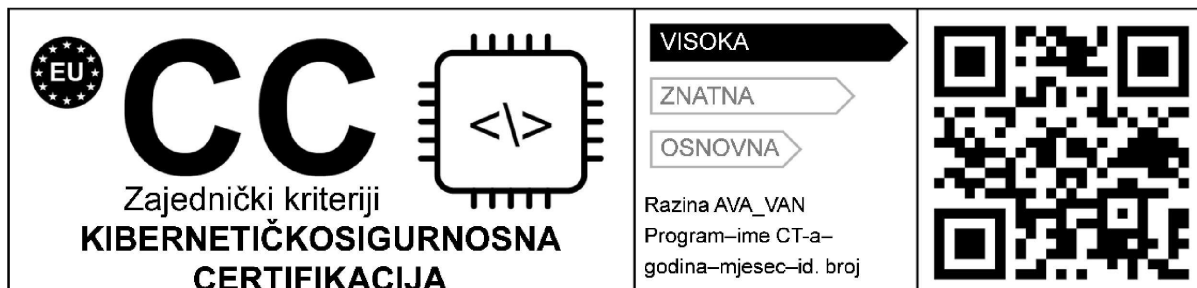 EU
CC
<\>
Zajednički kriteriji
KIBERNETIČKOSIGURNOSNA
CERTIFIKACIJA
VISOKA
ZNATNA
OSNOVNA
Razina AVA_VAN
Program–ime CT-a–
godina–mjesec–id. broj